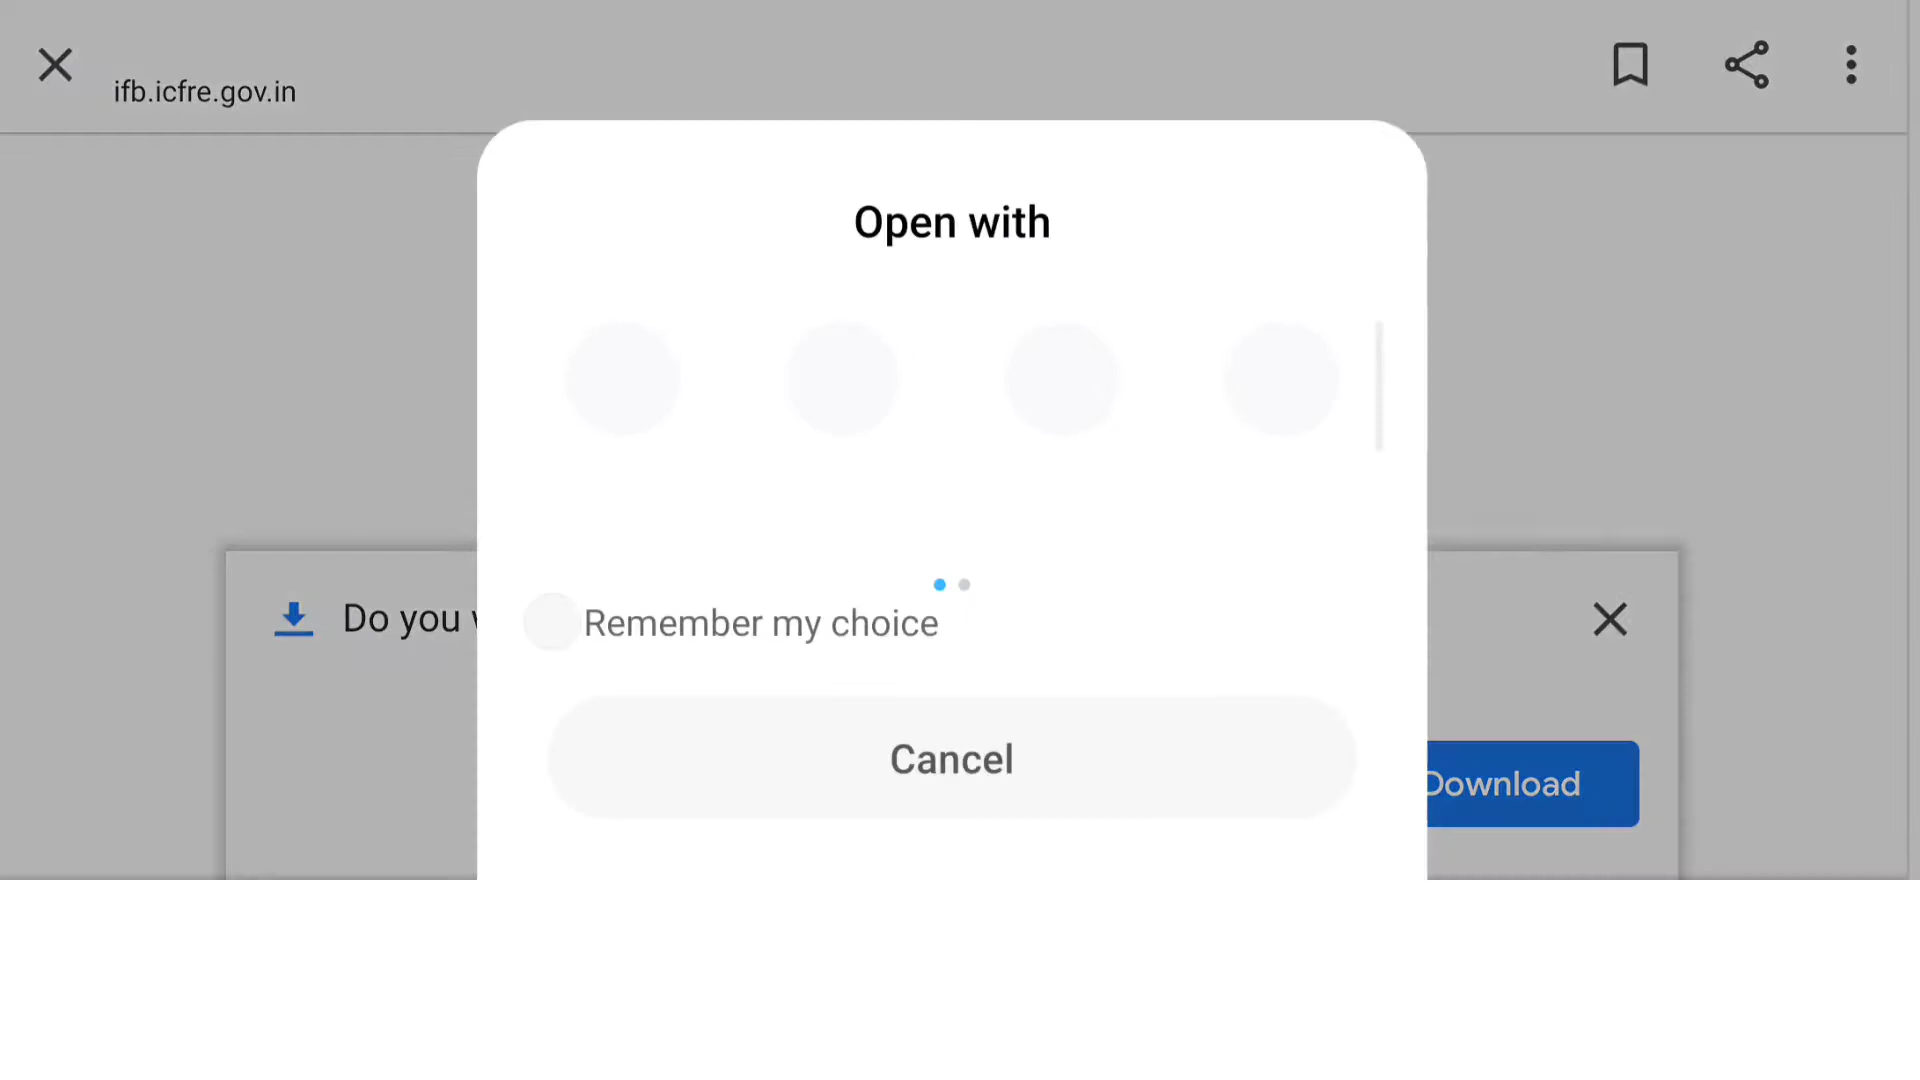 ifb.icfre.gov.in
Open with
Do you
Remember my choice
Cancel
Download